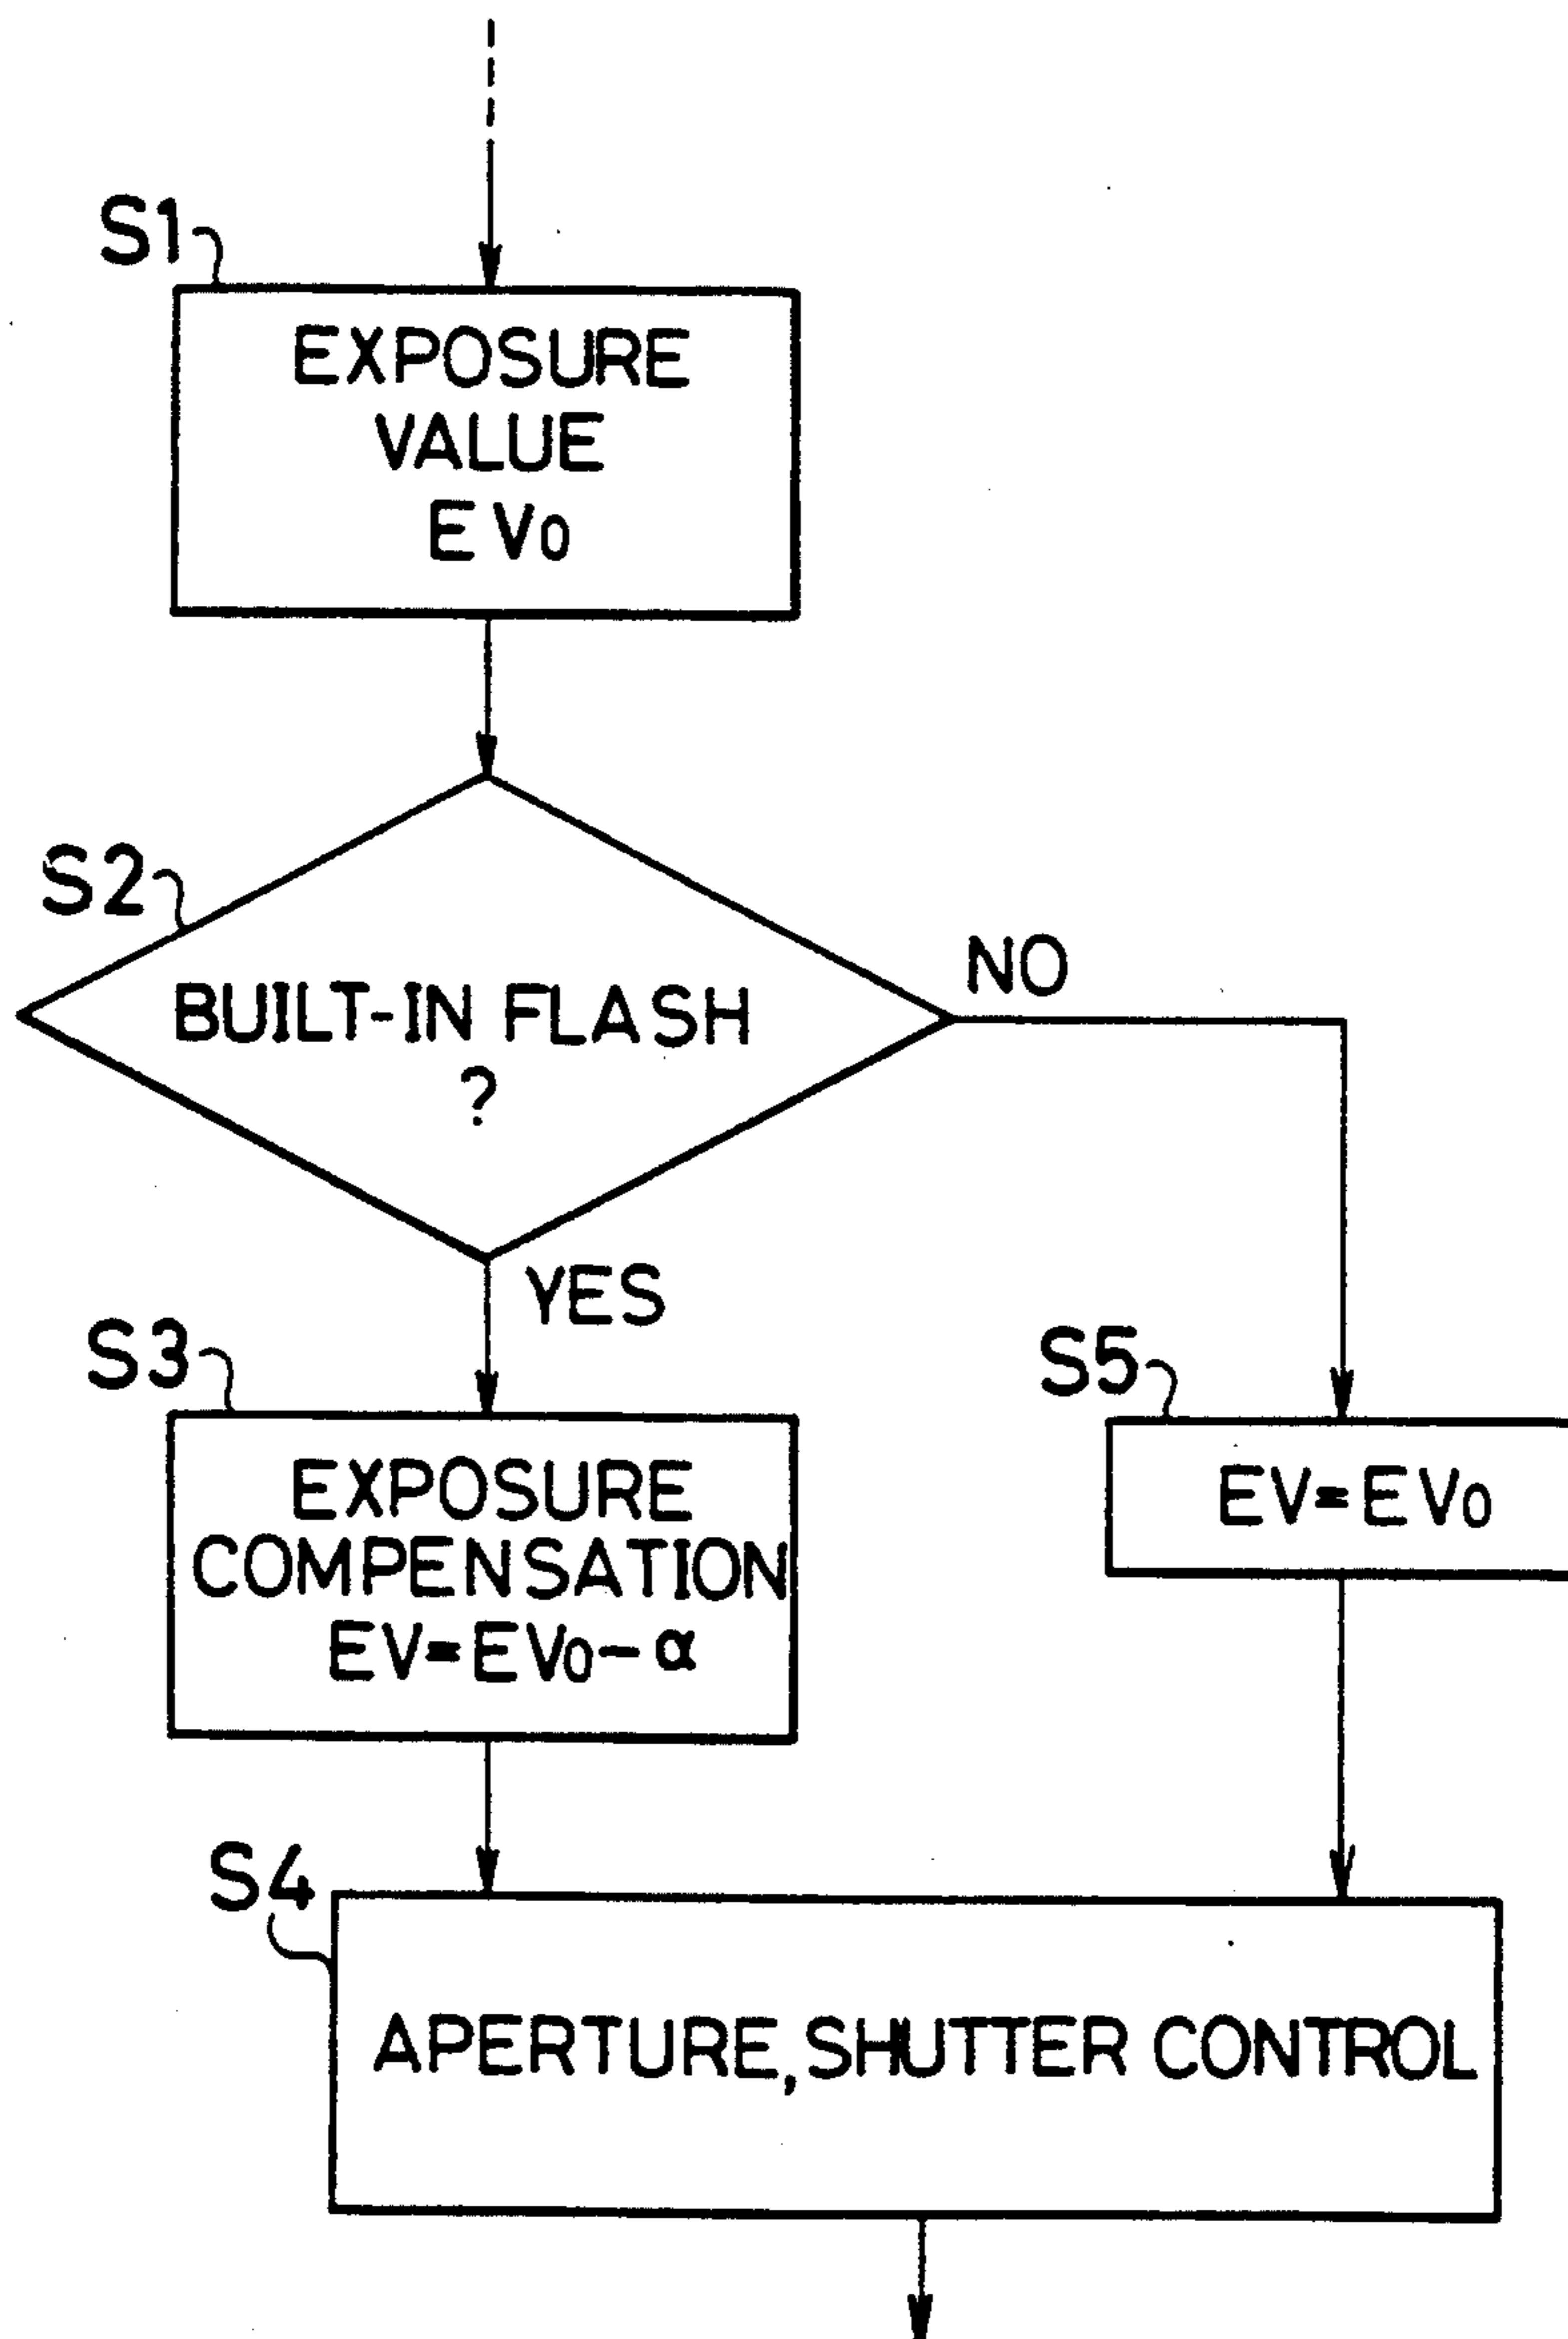 S1
EXPOSURE
VALUE
EV₀
S2
BUILT-IN FLASH
?
NO
YES
S3
EXPOSURE
COMPENSATION
EV=EV₀-α
S5
EV=EV₀
S4
APERTURE,SHUTTER CONTROL